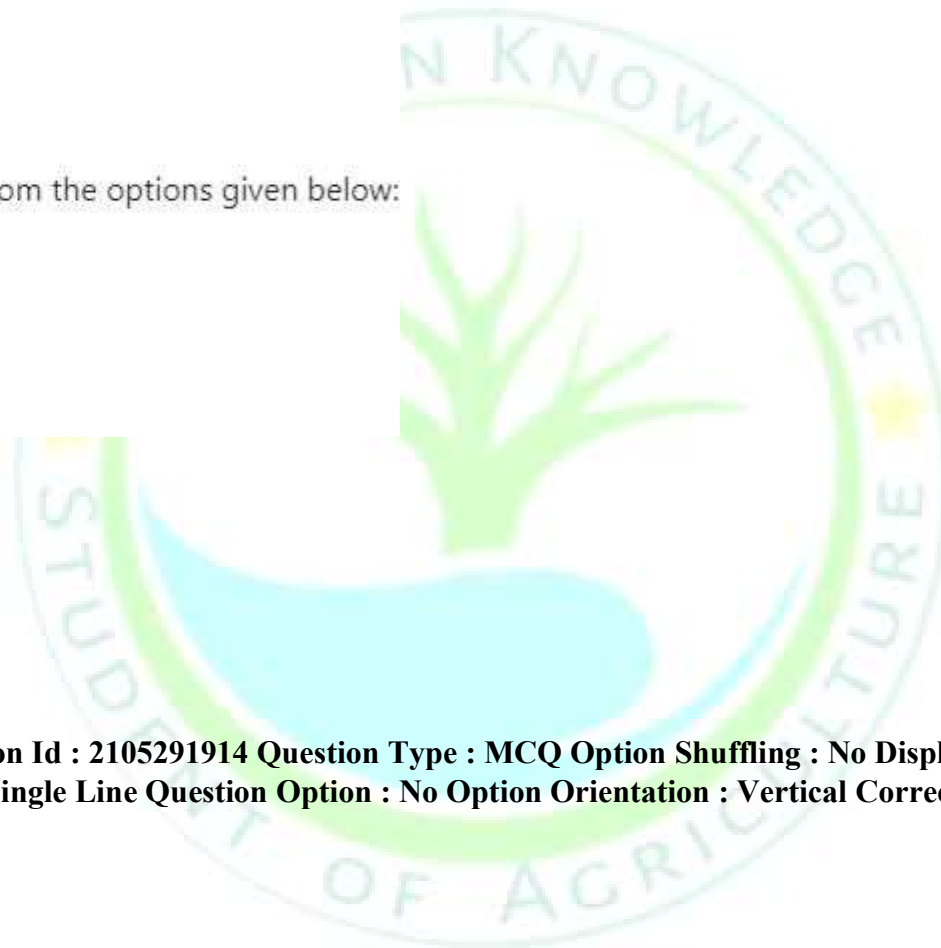 N KNOWLEDGE
om the options given below:
STUDENT OF AGRICULTURE
on Id : 2105291914 Question Type : MCQ Option Shuffling : No Displ
ingle Line Question Option : No Option Orientation : Vertical Correc